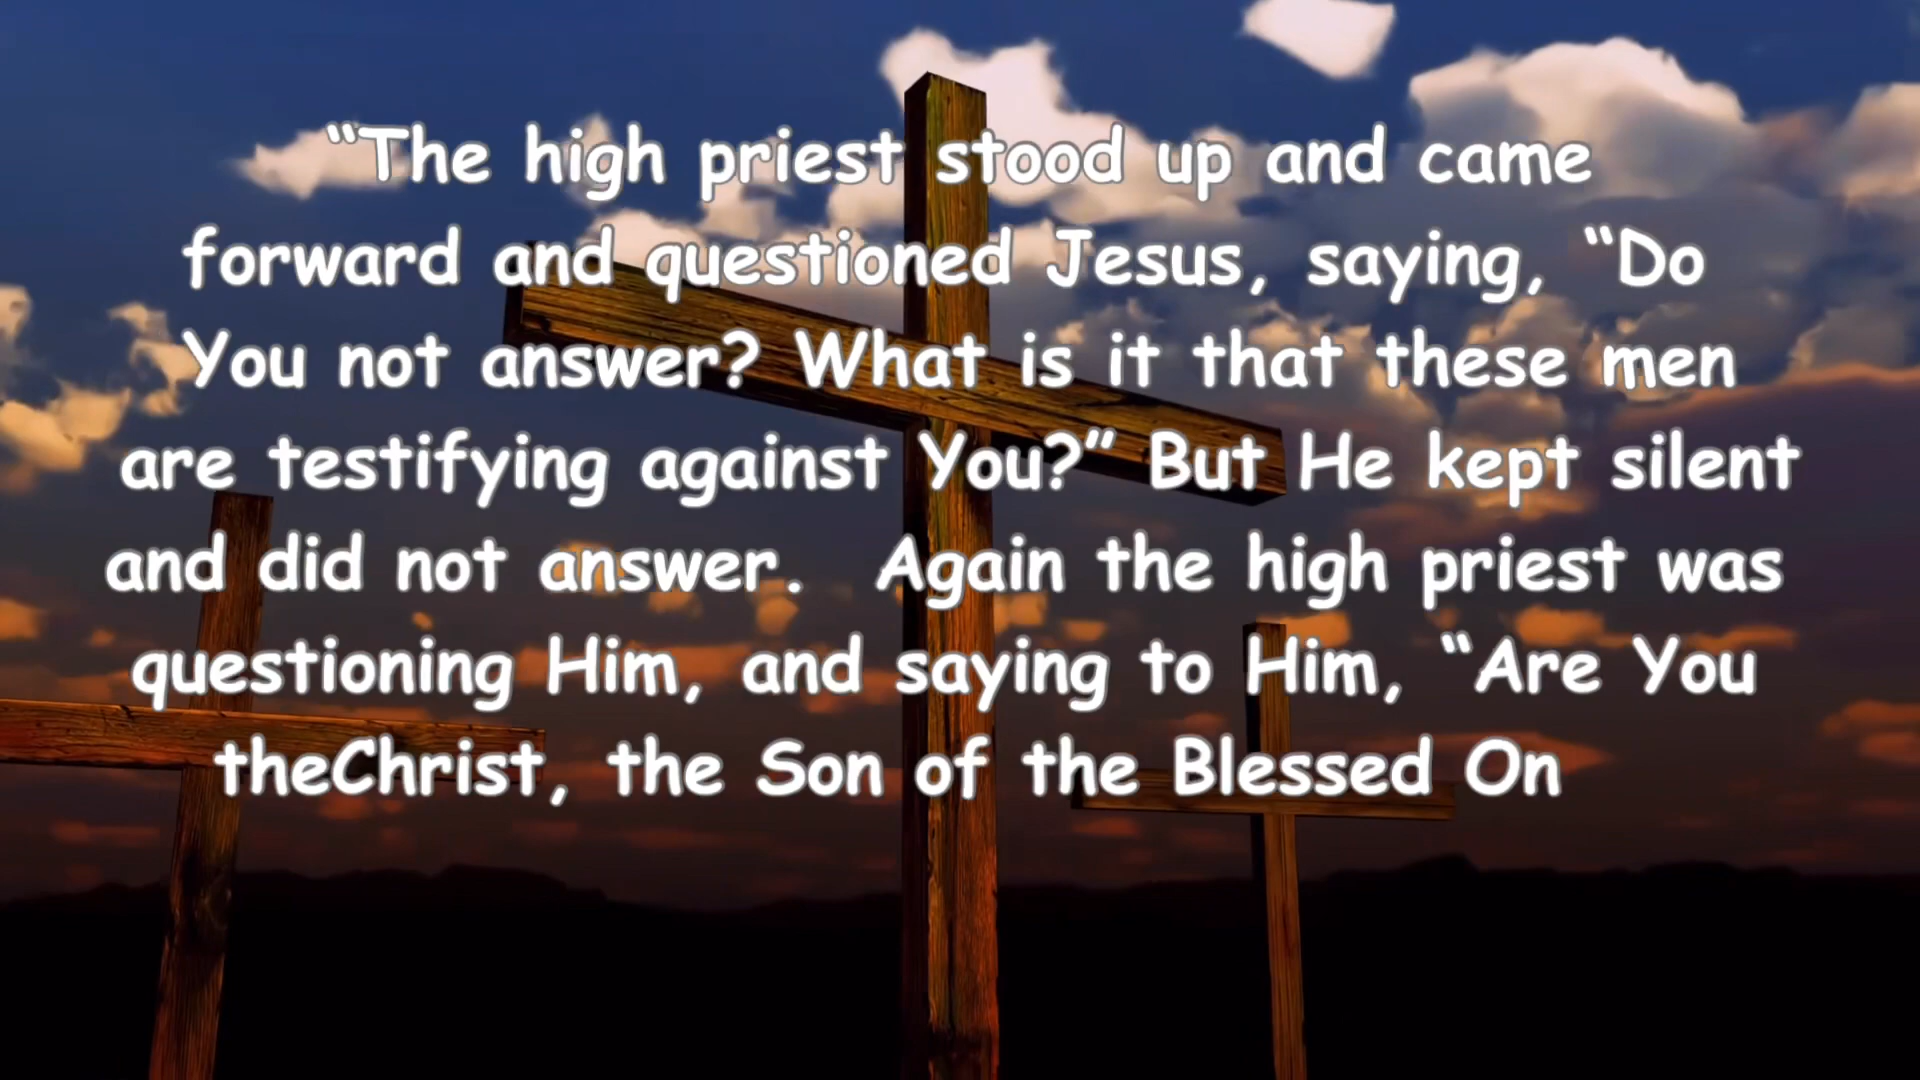 “The high priest stood up and came
forward and questioned Jesus, saying, “Do
You not answer? What is it that these men
are testifying against You?” But He kept silent
and did not answer.  Again the high priest was
questioning Him, and saying to Him, “Are You
theChrist, the Son of the Blessed On